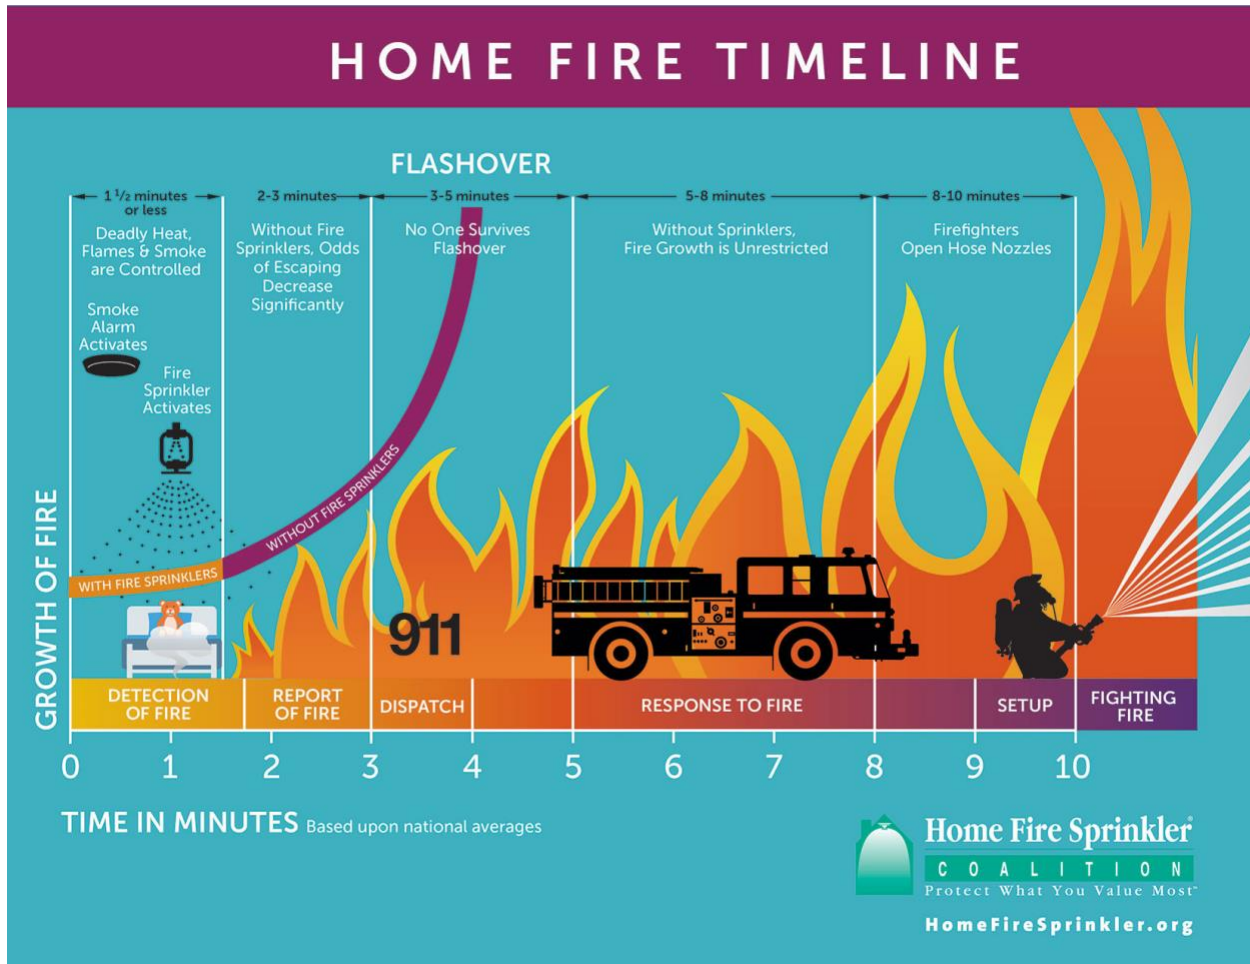 HOME FIRE TIMELINE
FLASHOVER
1 ½ minutes
or less
2-3 minutes
3-5 minutes
5-8 minutes
8-10 minutes
Deadly Heat,
Flames & Smoke
are Controlled
Without Fire
Sprinklers, Odds
of Escaping
Decrease
Significantly
No One Survives
Flashover
Without Sprinklers,
Fire Growth is Unrestricted
Firefighters
Open Hose Nozzles
Smoke
Alarm
Activates
Fire
Sprinkler
Activates
WITH FIRE SPRINKLERS
WITHOUT FIRE SPRINKLERS
911
GROWTH OF FIRE
DETECTION
OF FIRE
REPORT
OF FIRE
DISPATCH
RESPONSE TO FIRE
SETUP
FIGHTING
FIRE
0 1 2 3 4 5 6 7 8 9 10
TIME IN MINUTES Based upon national averages
Home Fire Sprinkler®
COALITION
Protect What You Value Most™
HomeFireSprinkler.org